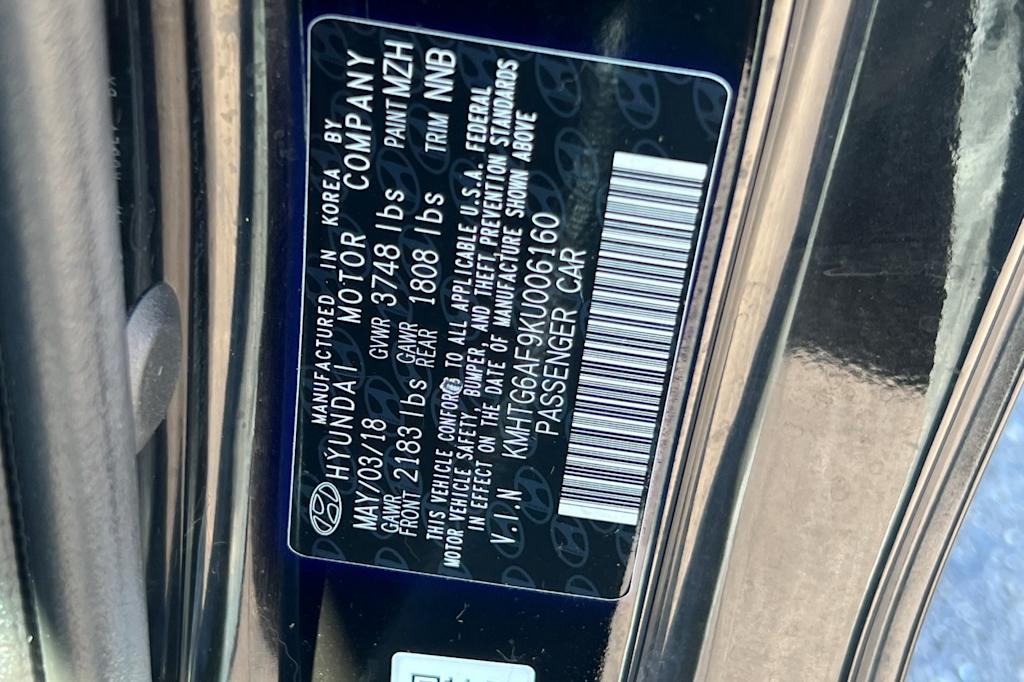 MANUFACTURED IN KOREA BY
HYUNDAI MOTOR COMPANY
MAY/03/18 GVWR 3748 lbs PAINT MZH
GAWR FRONT 2183 lbs GAWR REAR 1808 lbs TRIM NNB
THIS VEHICLE CONFORMS TO ALL APPLICABLE U.S.A. FEDERAL
MOTOR VEHICLE SAFETY, BUMPER, AND THEFT PREVENTION STANDARDS
IN EFFECT ON THE DATE OF MANUFACTURE SHOWN ABOVE
V.I.N KMHTG6AF9KU006160
PASSENGER CAR